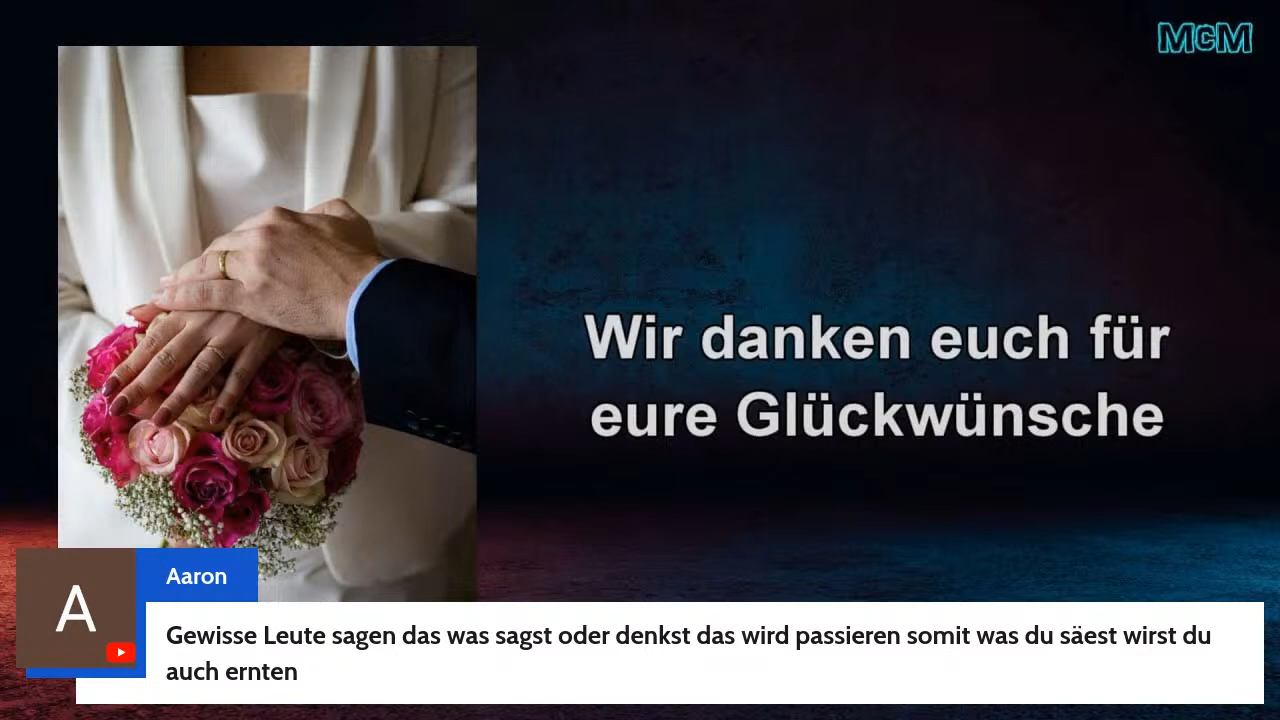 McM
Wir danken euch für
eure Glückwünsche
A
Aaron
Gewisse Leute sagen das was sagst oder denkst das wird passieren somit was du säest wirst du
auch ernten